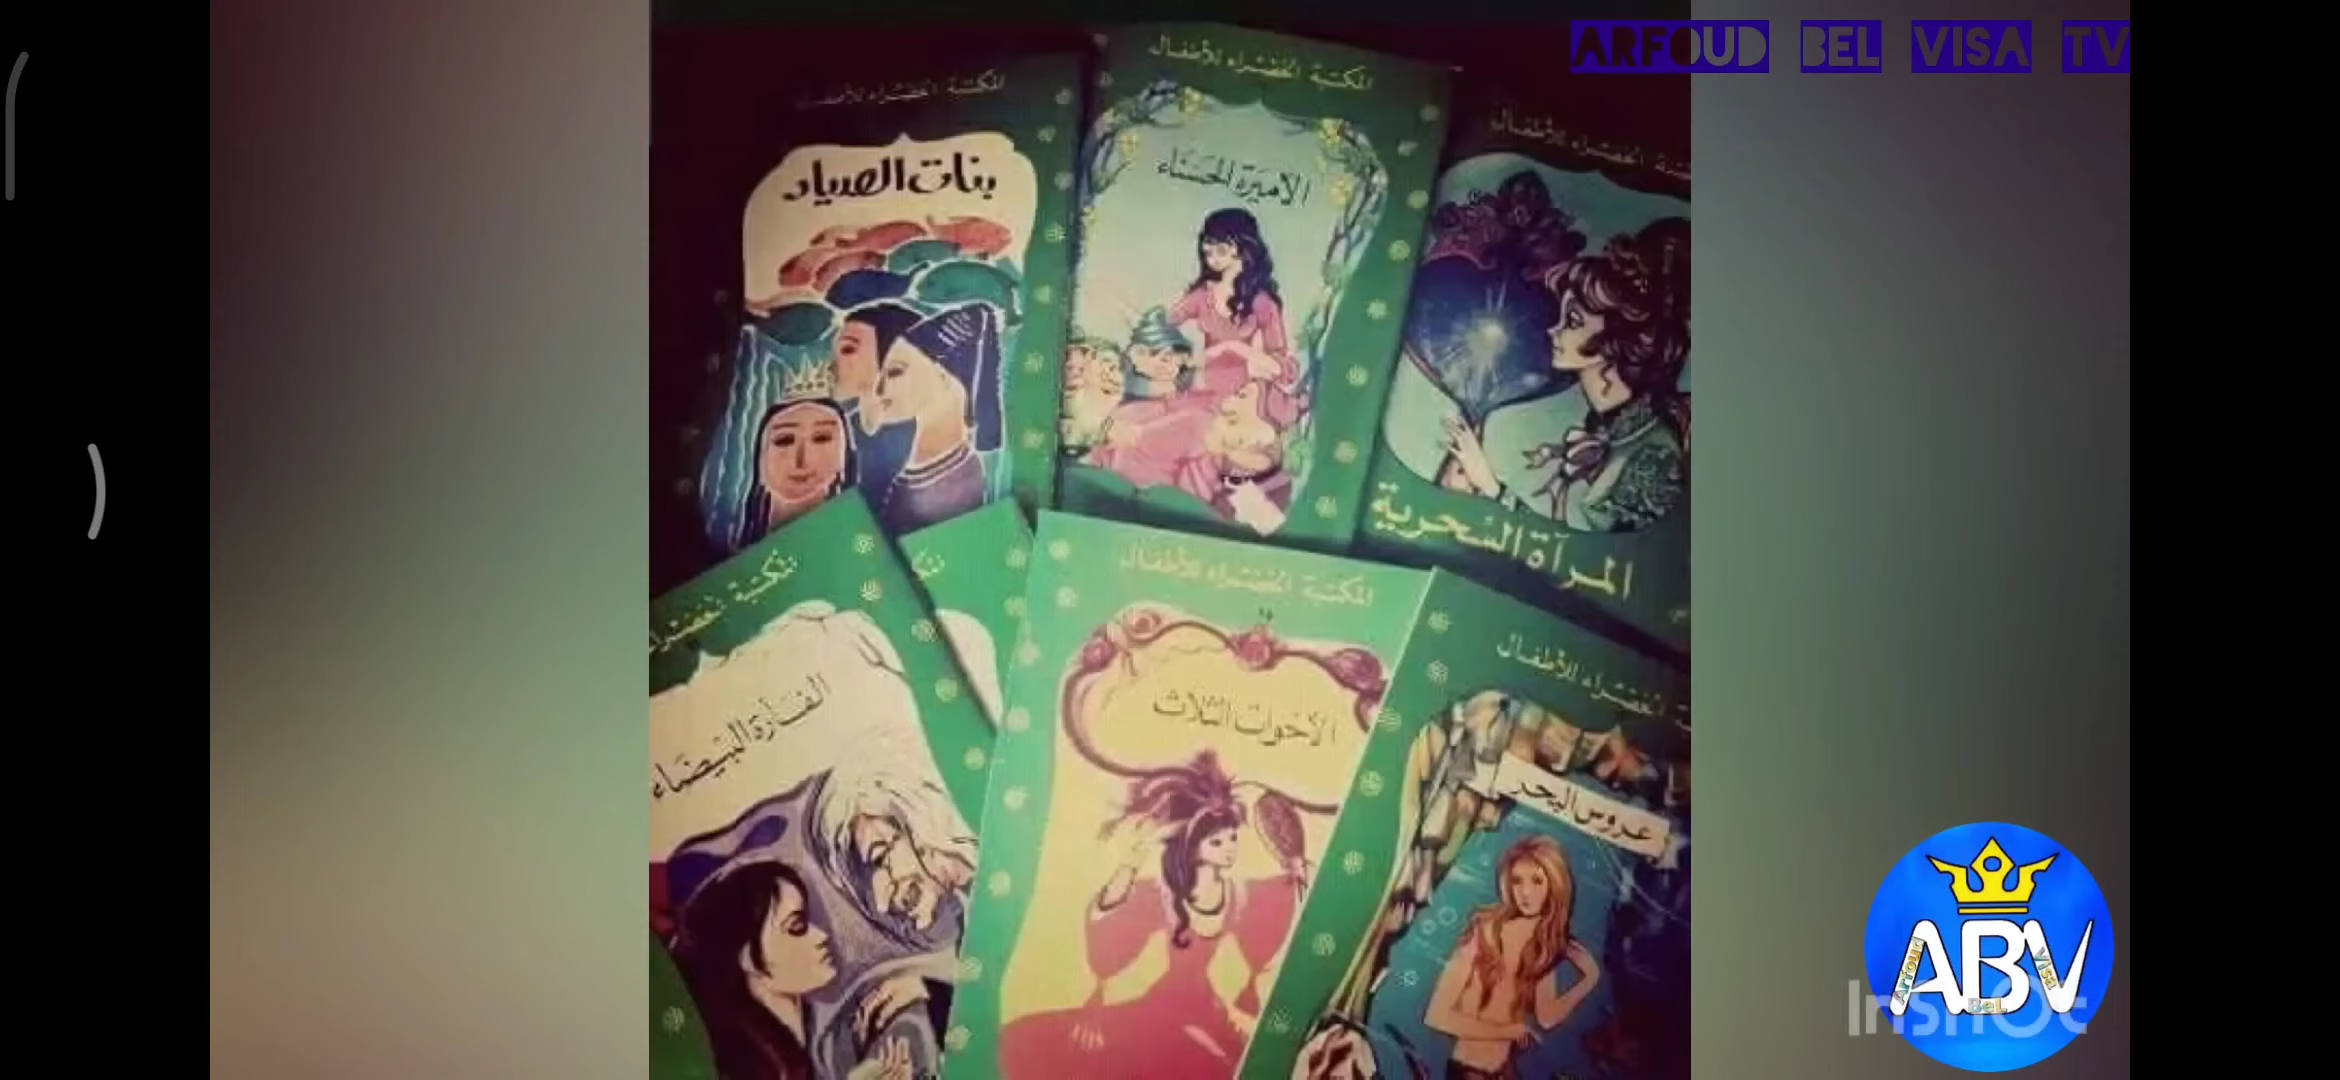 ARFOUD BEL VISA TV
المكتبة الخضراء للأطفال
بنات الصياد
المكتبة الخضراء للأطفال
الأميرة الحسناء
الخضراء للأطفال
المرآة السحرية
المكتبة الخضراء
الفأرة البيضاء
المكتبة الخضراء للأطفال
الأخوات الثلاث
الخضراء للأطفال
عروس البحر
ABV
Arfoud
Bel
Visa
InShOt